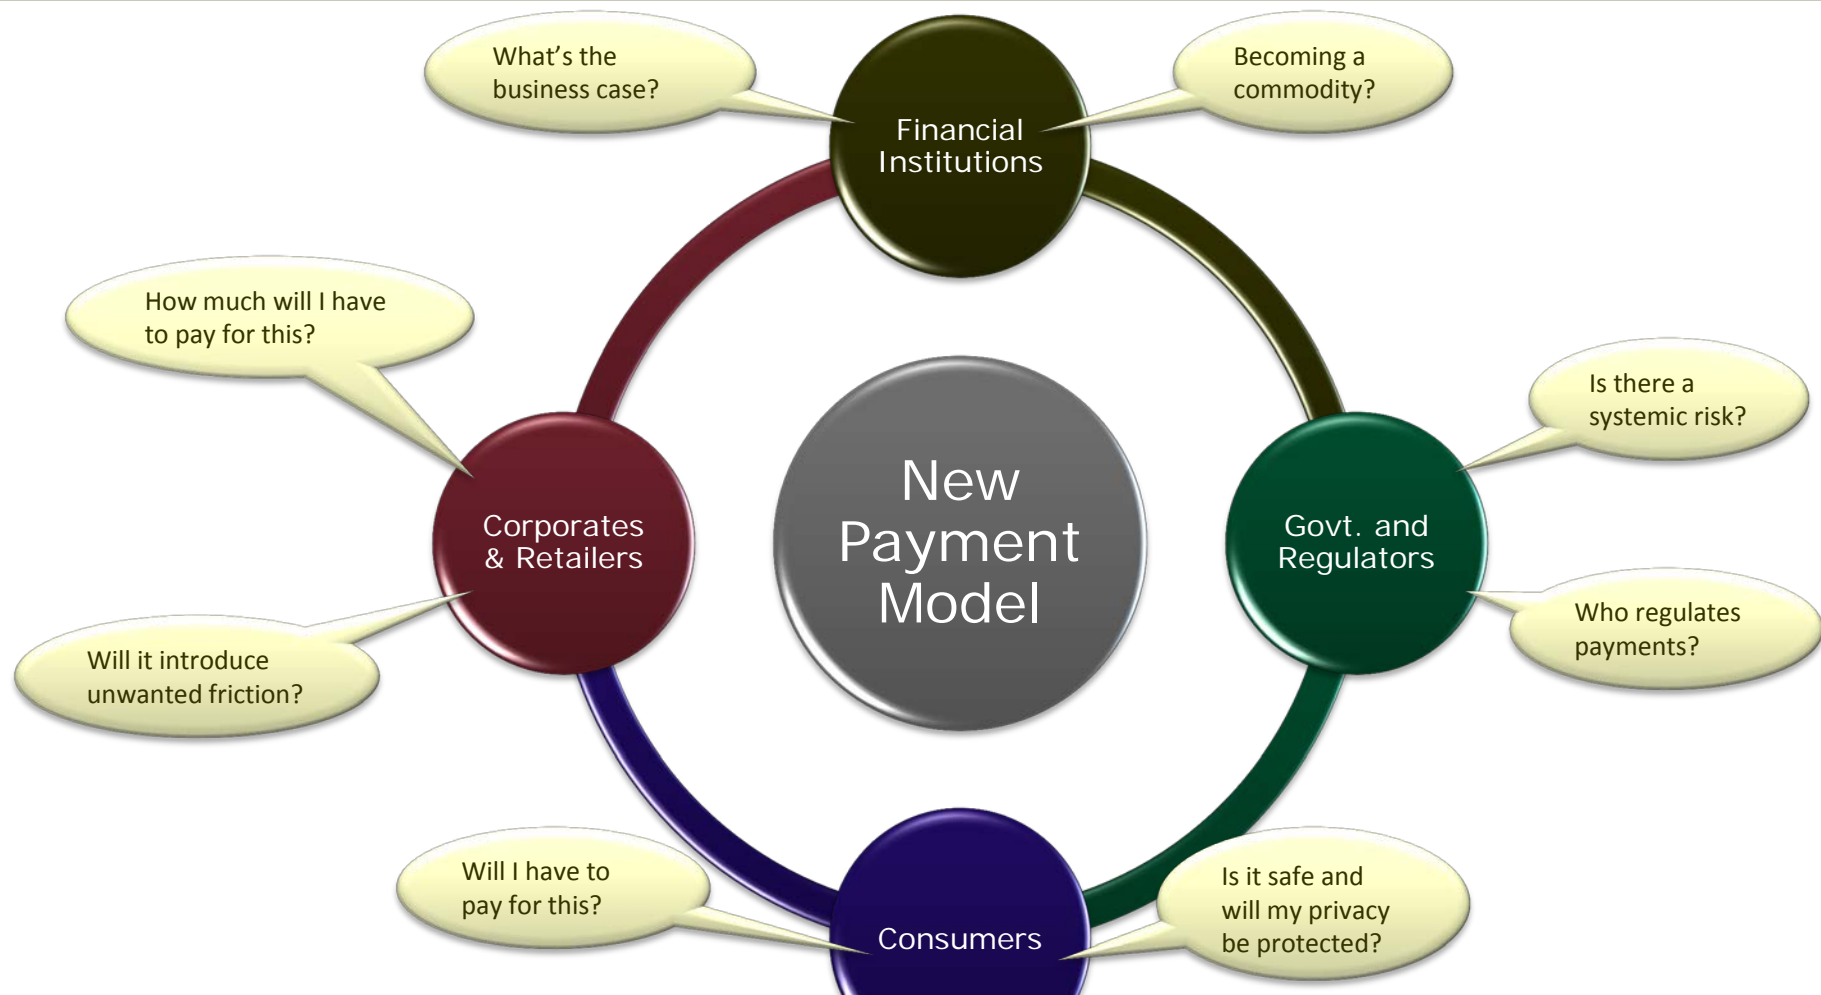 What's the
business case?
Becoming a
commodity?
Financial
Institutions
How much will I have
to pay for this?
Is there a
systemic risk?
New
Payment
Model
Corporates
& Retailers
Govt. and
Regulators
Who regulates
payments?
Will it introduce
unwanted friction?
Will I have to
pay for this?
Consumers
Is it safe and
will my privacy
be protected?